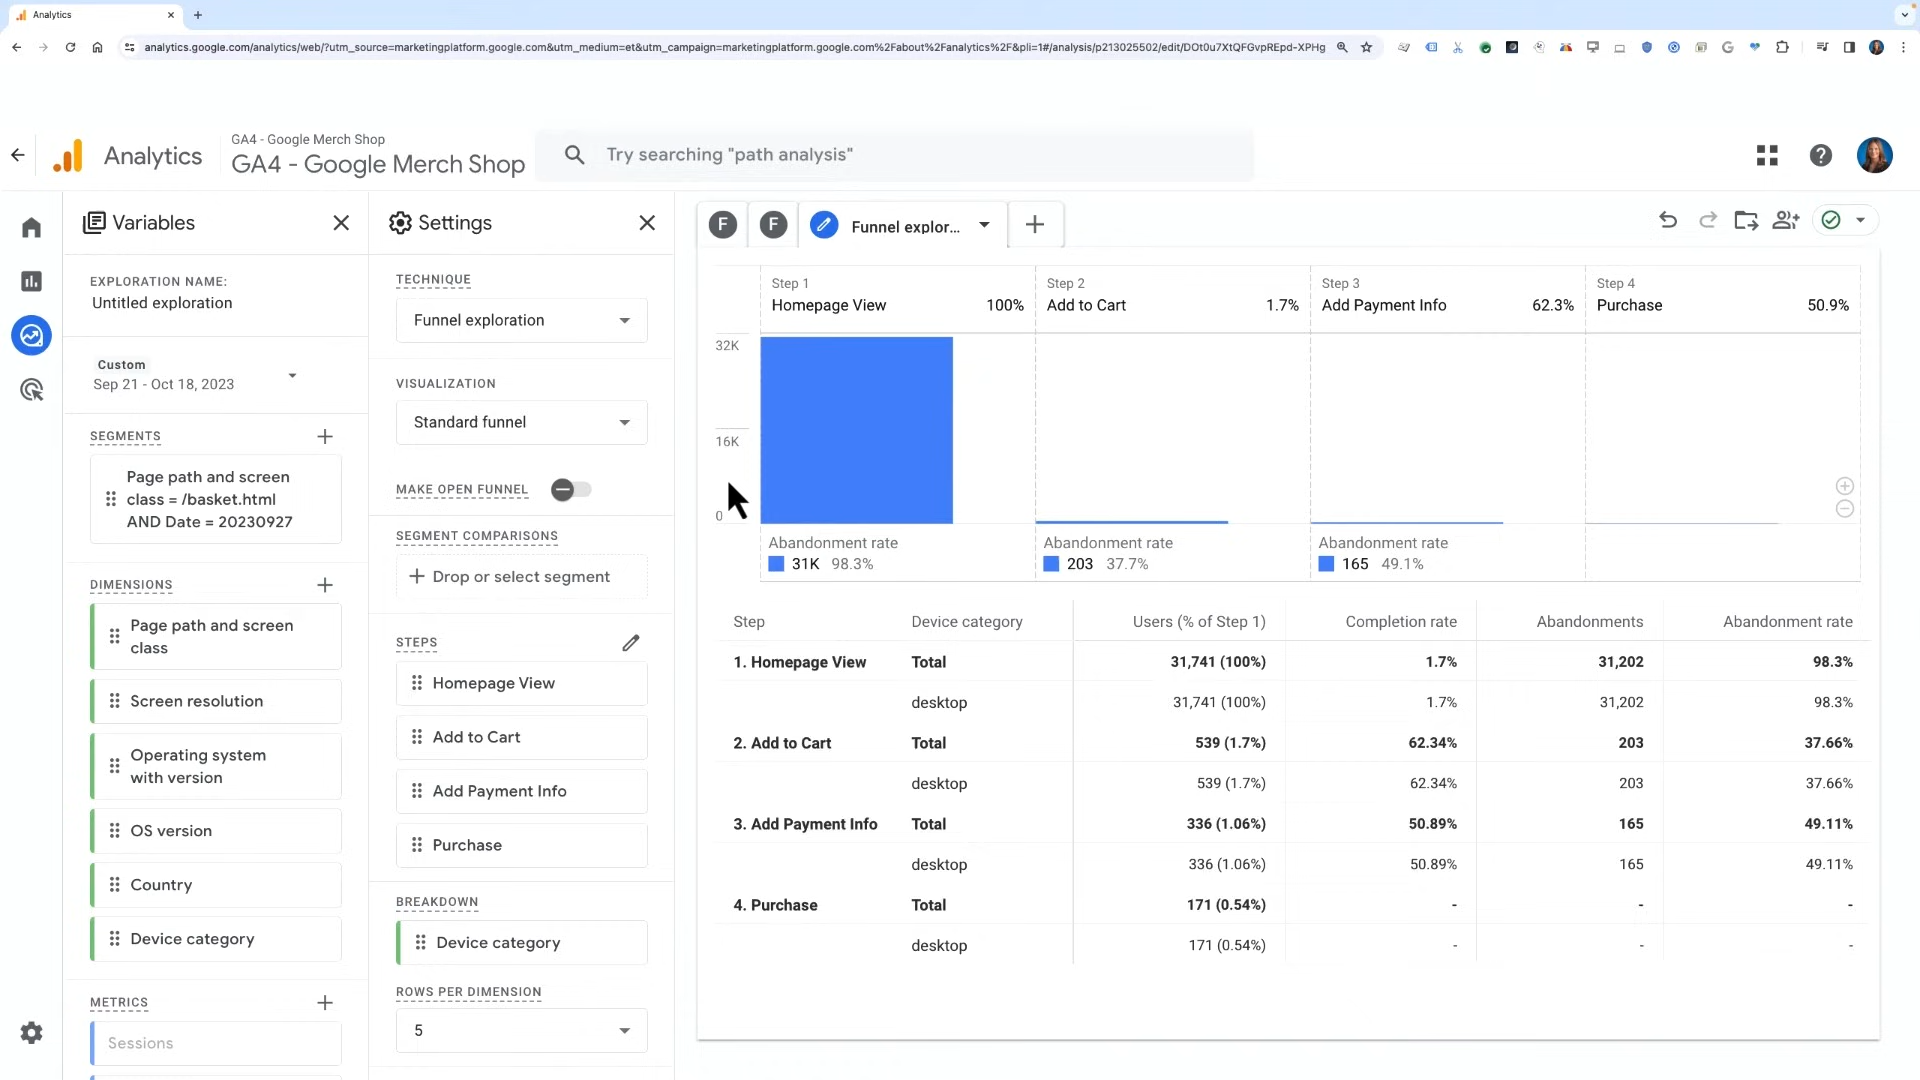 Analytics
analytics.google.com/analytics/web/?utm_source=marketingplatform.google.com&utm_medium=et&utm_campaign=marketingplatform.google.com%2Fabout%2Fanalytics%2F&pli=1#/analysis/p213025502/edit/DOt0u7XtQFGvpREpd-XPHg
Analytics
GA4 - Google Merch Shop
GA4 - Google Merch Shop
Try searching "path analysis"
Variables
EXPLORATION NAME:
Untitled exploration
Custom
Sep 21 - Oct 18, 2023
SEGMENTS
Page path and screen
class = /basket.html
AND Date = 20230927
DIMENSIONS
Page path and screen
class
Screen resolution
Operating system
with version
OS version
Country
Device category
METRICS
Sessions
Settings
TECHNIQUE
Funnel exploration
VISUALIZATION
Standard funnel
MAKE OPEN FUNNEL
SEGMENT COMPARISONS
Drop or select segment
STEPS
Homepage View
Add to Cart
Add Payment Info
Purchase
BREAKDOWN
Device category
ROWS PER DIMENSION
5
F F Funnel explor...
Step 1 Step 2 Step 3 Step 4
Homepage View 100% Add to Cart 1.7% Add Payment Info 62.3% Purchase 50.9%
32K
16K
0
Abandonment rate Abandonment rate Abandonment rate
31K 98.3% 203 37.7% 165 49.1%
Step Device category Users (% of Step 1) Completion rate Abandonments Abandonment rate
1. Homepage View Total 31,741 (100%) 1.7% 31,202 98.3%
desktop 31,741 (100%) 1.7% 31,202 98.3%
2. Add to Cart Total 539 (1.7%) 62.34% 203 37.66%
desktop 539 (1.7%) 62.34% 203 37.66%
3. Add Payment Info Total 336 (1.06%) 50.89% 165 49.11%
desktop 336 (1.06%) 50.89% 165 49.11%
4. Purchase Total 171 (0.54%) - - -
desktop 171 (0.54%) - - -